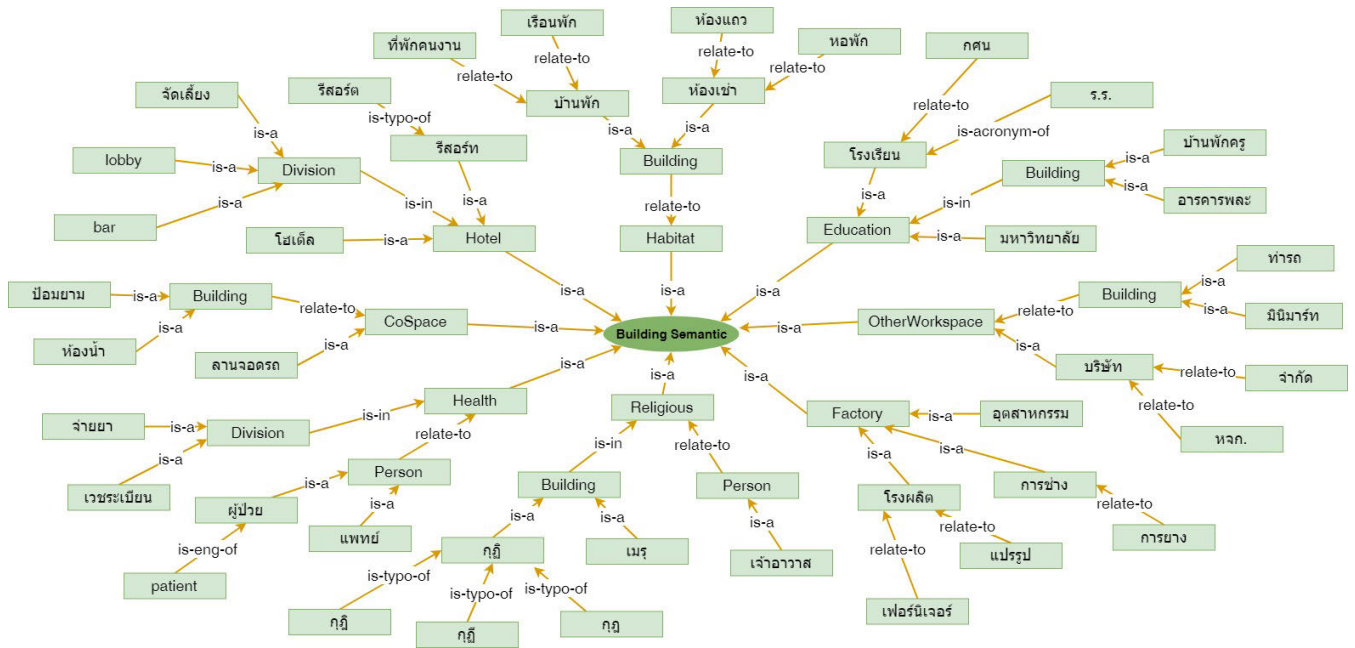 เรือนพัก
ห้องแถว
ที่พักคนงาน
relate-to
relate-to
หอพัก
กศน
relate-to
relate-to
จัดเลี้ยง
รีสอร์ต
บ้านพัก
ห้องเช่า
relate-to
ร.ร.
is-a
is-typo-of
is-a
is-a
is-acronym-of
lobby
is-a
Division
รีสอร์ท
Building
โรงเรียน
บ้านพักครู
is-a
Building
is-a
is-a
is-in
is-a
relate-to
is-a
is-in
อารคารพละ
bar
โฮเต็ล
is-a
Hotel
Habitat
Education
is-a
มหาวิทยาลัย
ท่ารถ
is-a
is-a
is-a
is-a
ป้อมยาม
is-a
Building
relate-to
relate-to
Building
is-a
มินิมาร์ท
is-a
CoSpace
is-a
Building Semantic
is-a
OtherWorkspace
ห้องน้ำ
is-a
is-a
ลานจอดรถ
is-a
is-a
is-a
บริษัท
relate-to
จำกัด
Health
Religious
Factory
is-a
อุตสาหกรรม
relate-to
จ่ายยา
is-a
Division
is-in
relate-to
is-in
relate-to
is-a
is-a
หจก.
is-a
Person
Building
Person
โรงผลิต
การช่าง
เวชระเบียน
is-a
ผู้ป่วย
is-a
is-a
is-a
is-a
relate-to
relate-to
แพทย์
กุฏิ
เมรุ
เจ้าอาวาส
relate-to
แปรรูป
การยาง
is-eng-of
patient
is-typo-of
is-typo-of
is-typo-of
เฟอร์นิเจอร์
กุฎิ
กุฏี
กุฎ